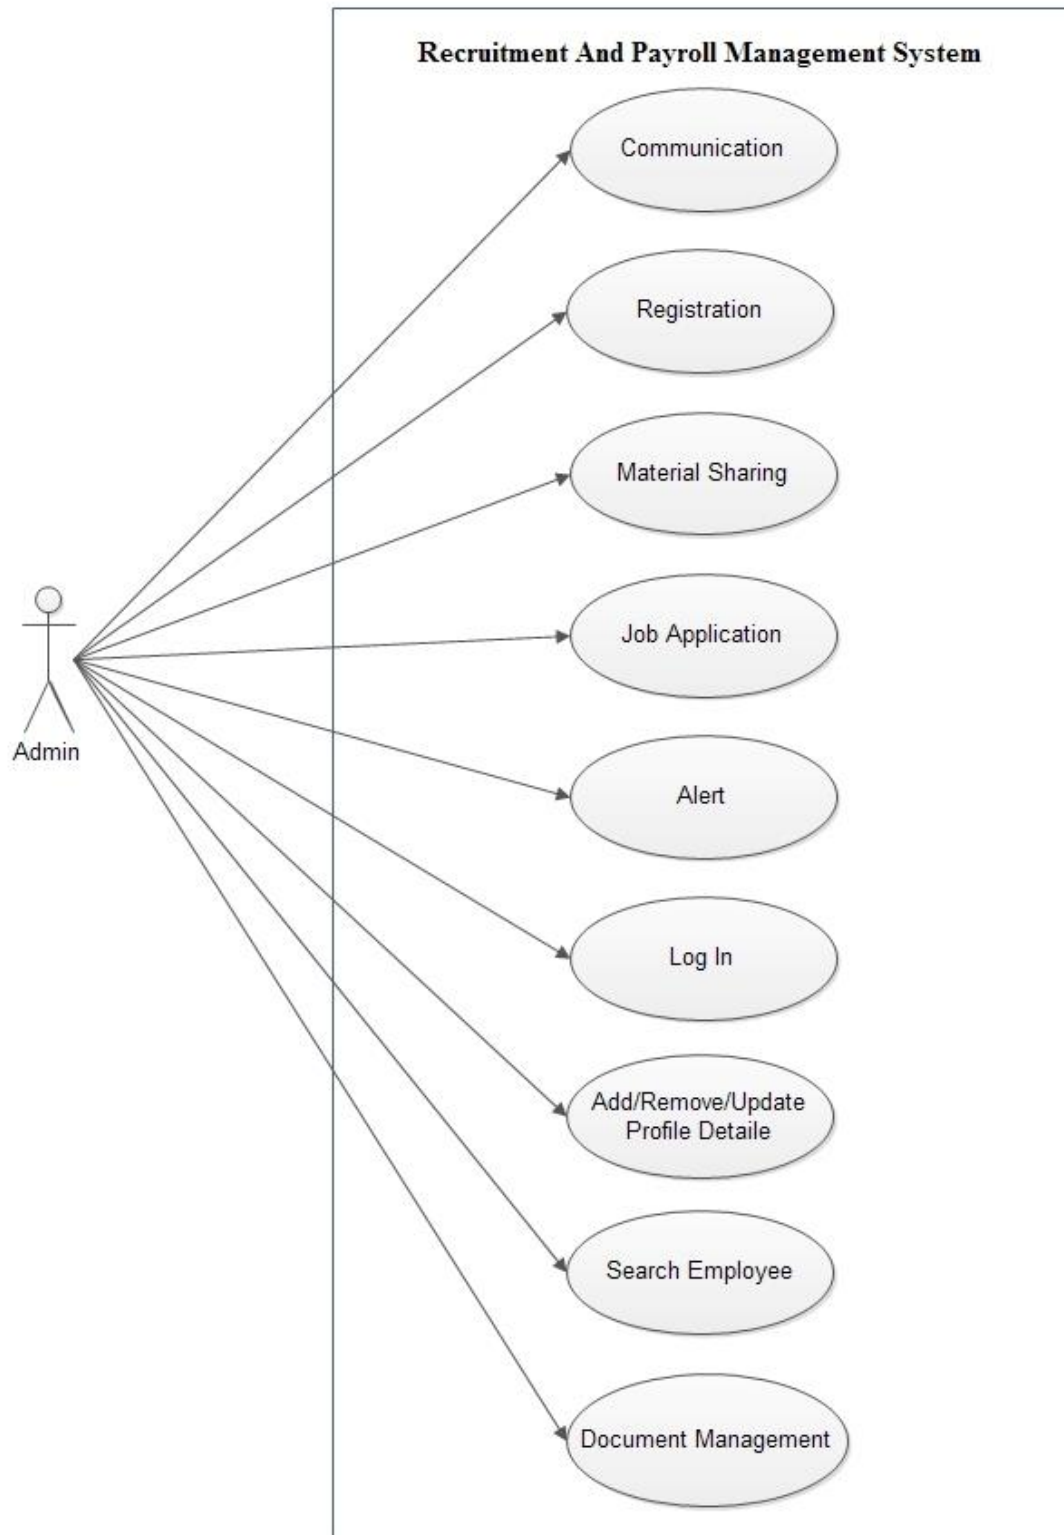 Recruitment And Payroll Management System
Communication
Registration
Material Sharing
Job Application
Admin
Alert
Log In
Add/Remove/Update
Profile Detaile
Search Employee
Document Management